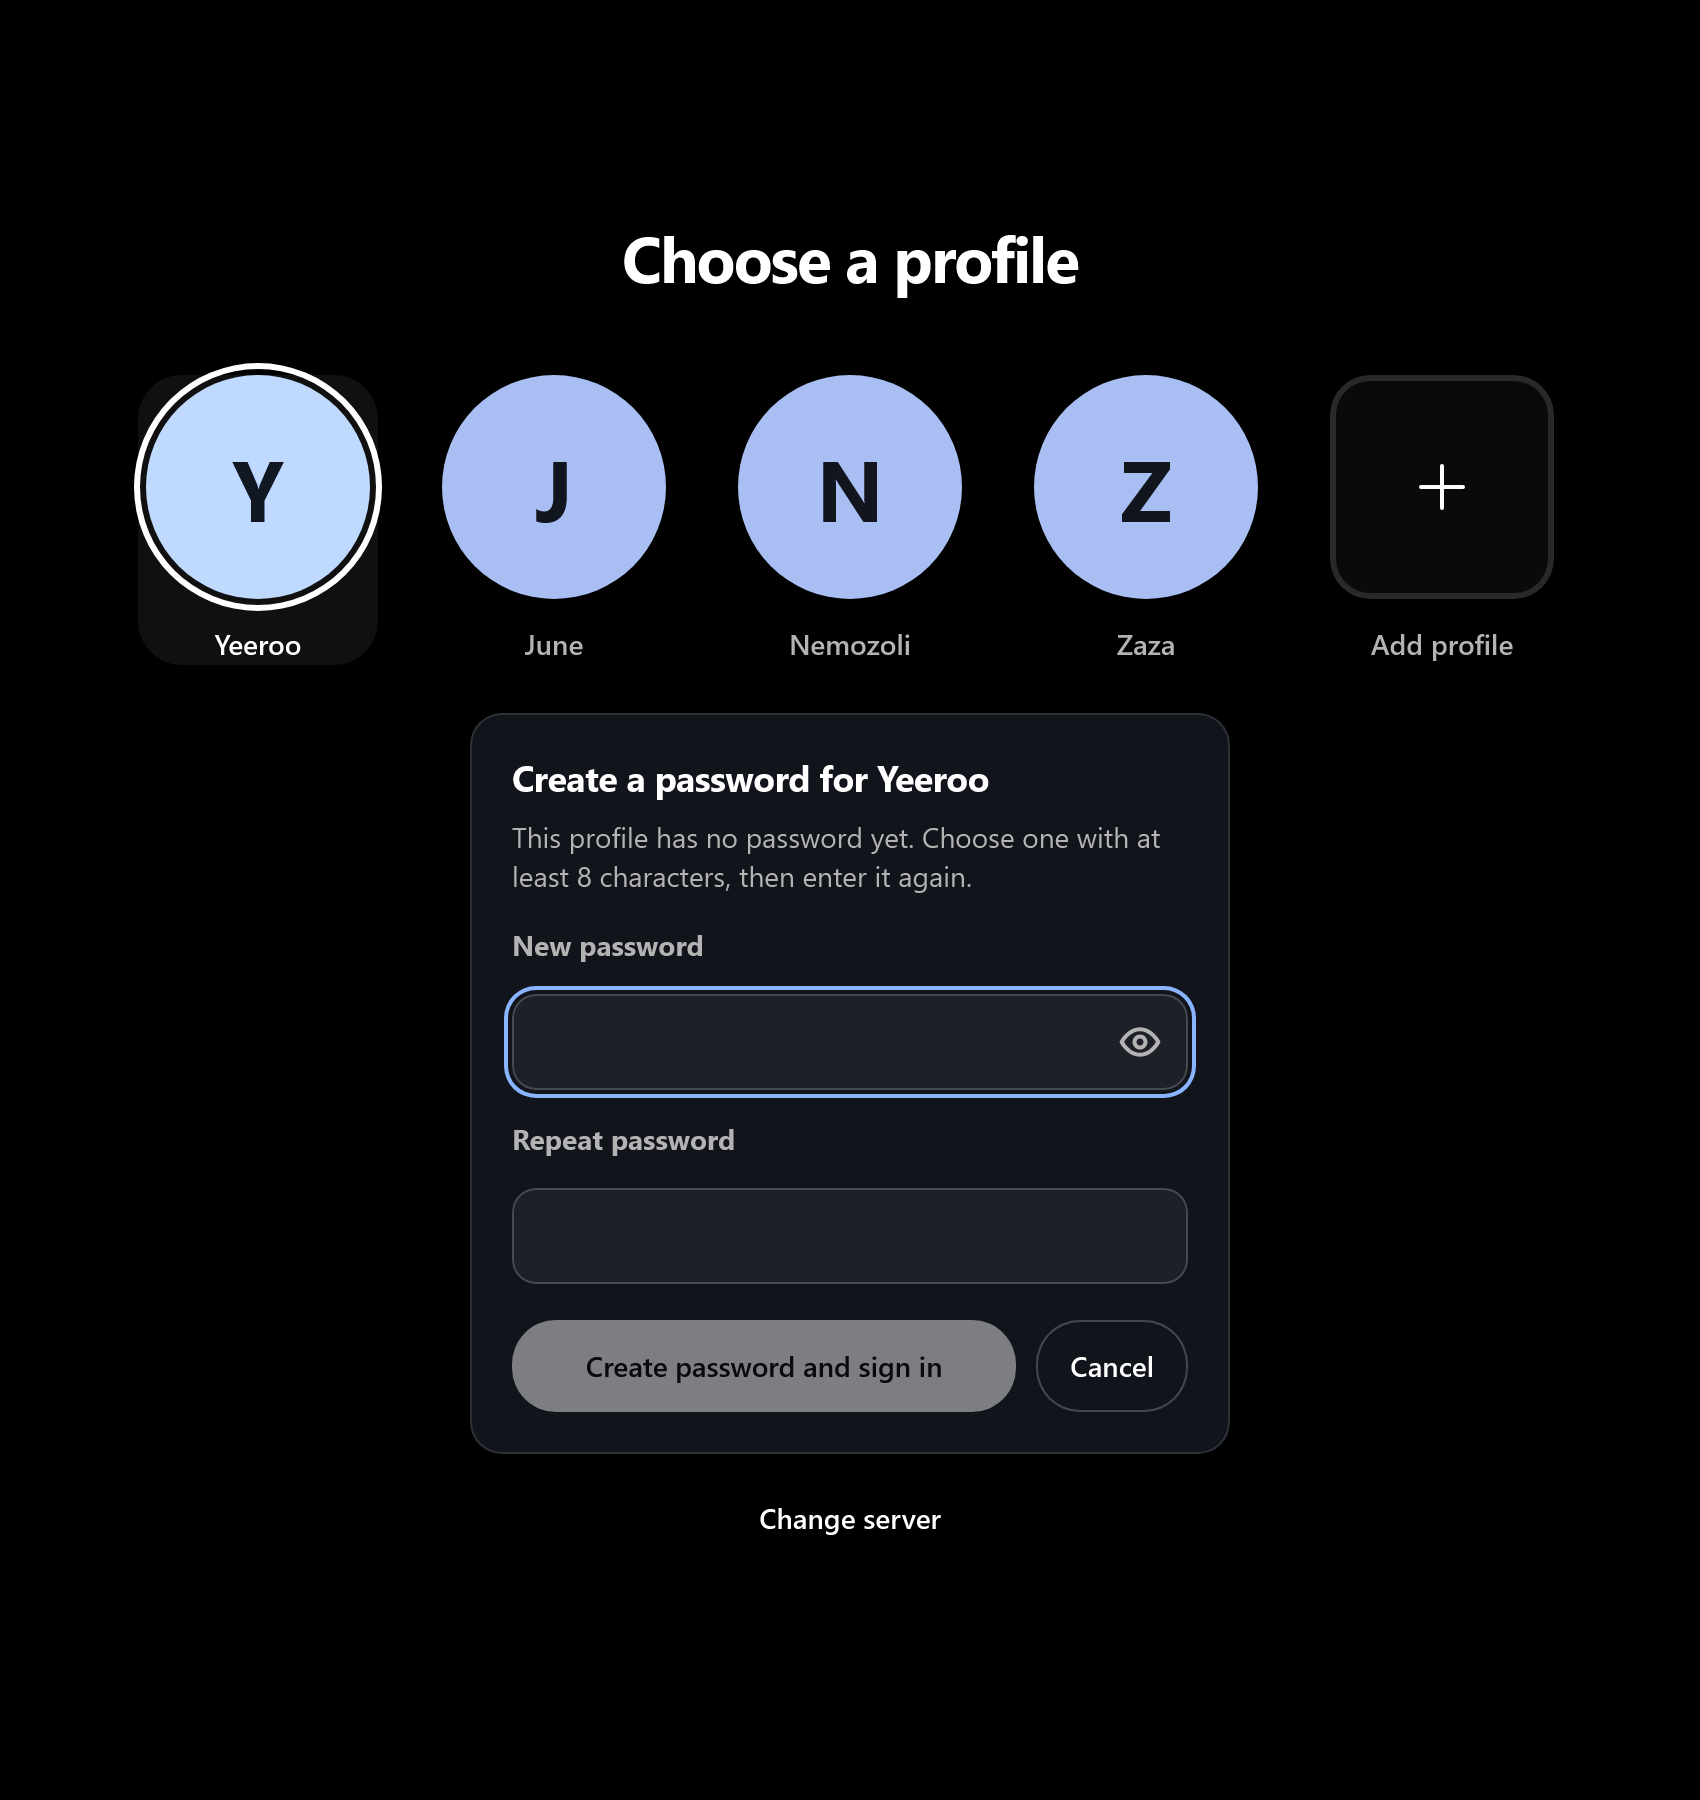 Choose a profile
Y
J
N
Z
Yeeroo
June
Nemozoli
Zaza
Add profile
Create a password for Yeeroo
This profile has no password yet. Choose one with at
least 8 characters, then enter it again.
New password
Repeat password
Create password and sign in
Cancel
Change server